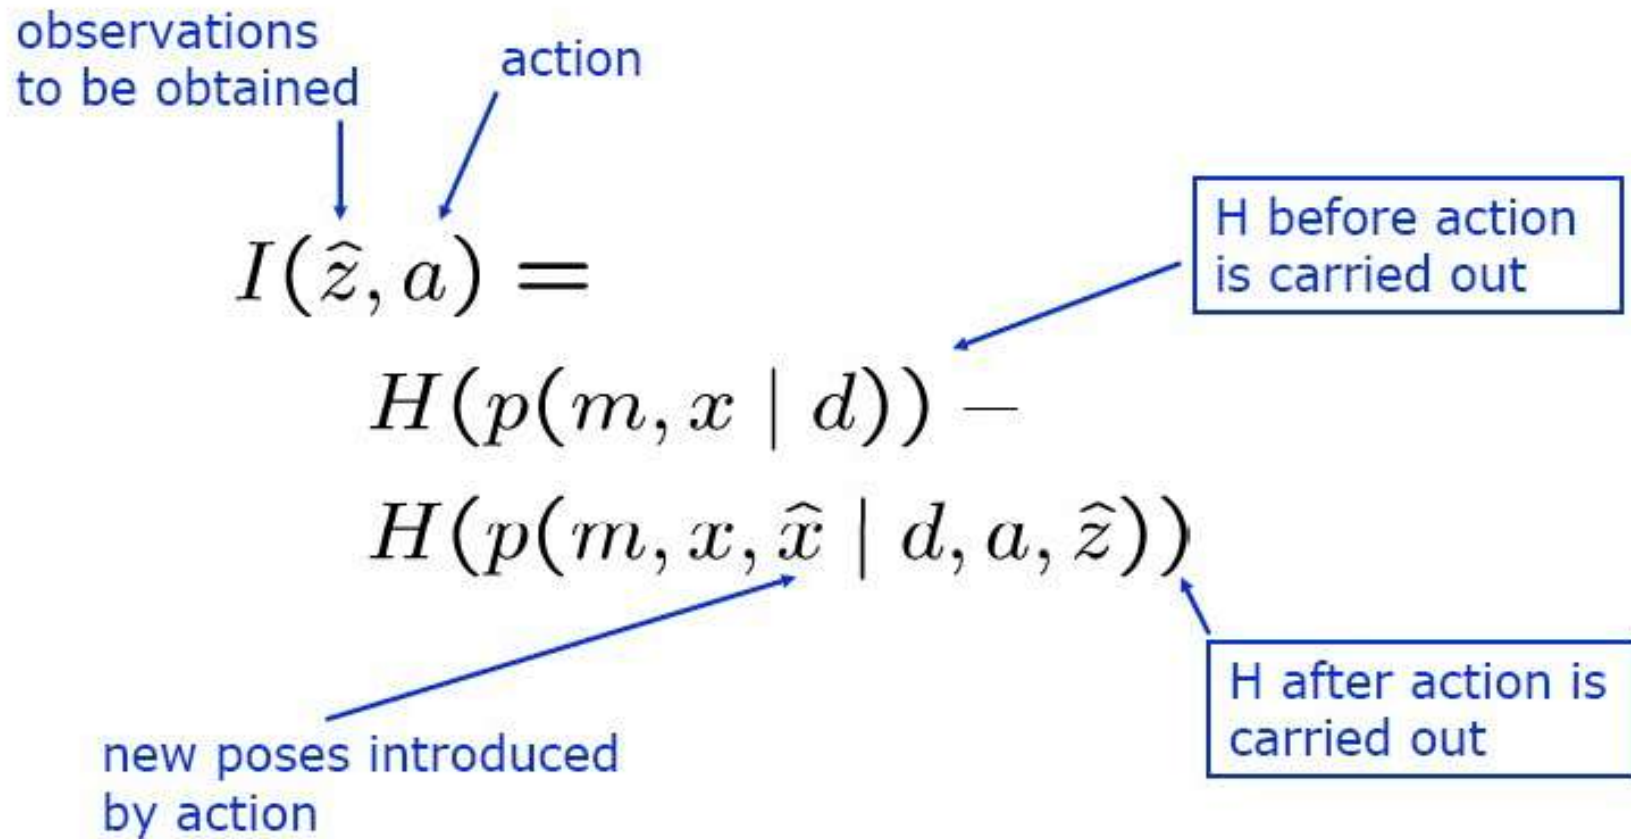 observations
to be obtained
action
I(ẑ, a) =
H before action
is carried out
H(p(m, x | d)) −
H(p(m, x, x̂ | d, a, ẑ))
H after action is
carried out
new poses introduced
by action